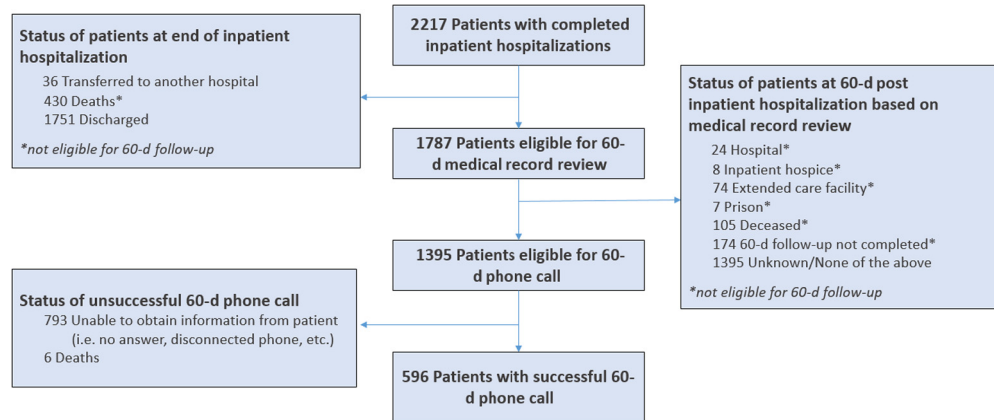 2217 Patients with completed
inpatient hospitalizations
Status of patients at end of inpatient
hospitalization
36 Transferred to another hospital
430 Deaths*
1751 Discharged
*not eligible for 60-d follow-up
1787 Patients eligible for 60-
d medical record review
Status of patients at 60-d post
inpatient hospitalization based on
medical record review
24 Hospital*
8 Inpatient hospice*
74 Extended care facility*
7 Prison*
105 Deceased*
174 60-d follow-up not completed*
1395 Unknown/None of the above
*not eligible for 60-d follow-up
1395 Patients eligible for 60-
d phone call
Status of unsuccessful 60-d phone call
793 Unable to obtain information from patient
(i.e. no answer, disconnected phone, etc.)
6 Deaths
596 Patients with successful 60-
d phone call